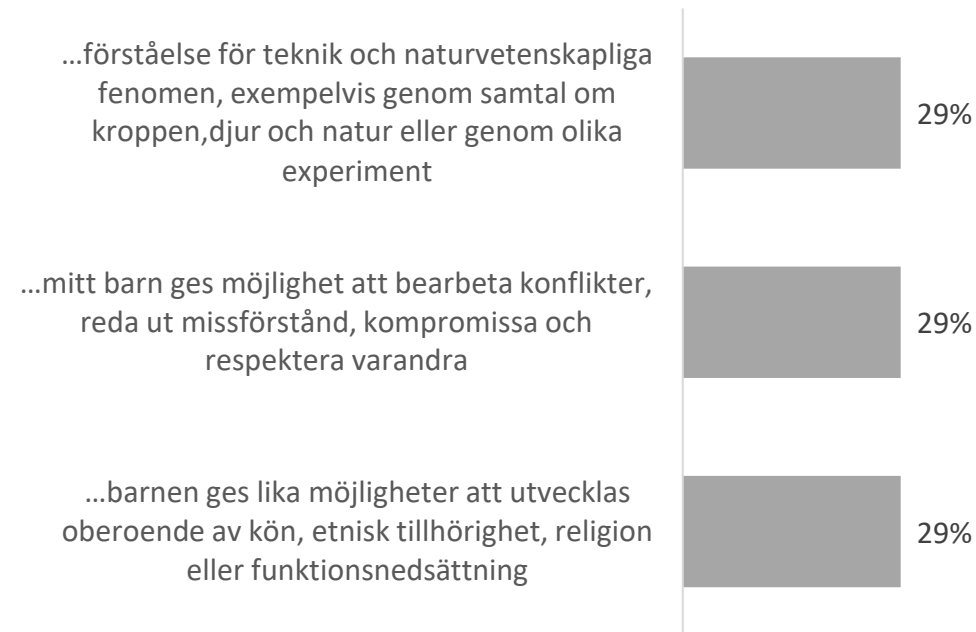 ...förståelse för teknik och naturvetenskapliga
fenomen, exempelvis genom samtal om
kroppen,djur och natur eller genom olika
experiment
29%
...mitt barn ges möjlighet att bearbeta konflikter,
reda ut missförstånd, kompromissa och
respektera varandra
29%
...barnen ges lika möjligheter att utvecklas
oberoende av kön, etnisk tillhörighet, religion
eller funktionsnedsättning
29%